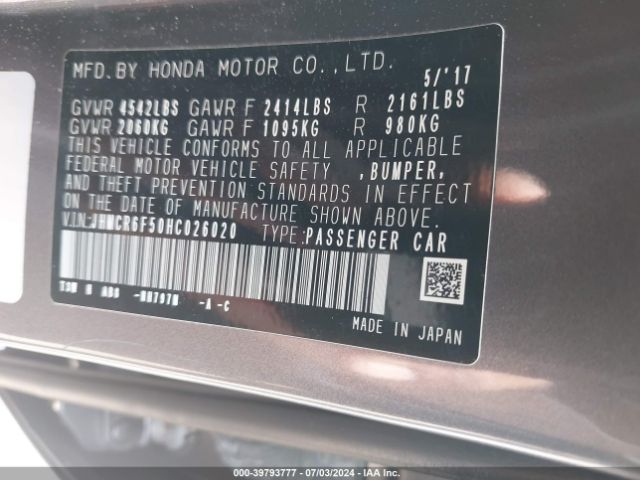 MFD.BY HONDA MOTOR CO.,LTD. 5/'17
GVWR 4542LBS GAWR F 2414LBS R 2161LBS
GVWR 2060KG GAWR F 1095KG R 980KG
THIS VEHICLE CONFORMS TO ALL APPLICABLE
FEDERAL MOTOR VEHICLE SAFETY ,BUMPER,
AND THEFT PREVENTION STANDARDS IN EFFECT
ON THE DATE OF MANUFACTURE SHOWN ABOVE.
VIN:JHMCR6F50HC026020 TYPE:PASSENGER CAR
-NH797M -A -C
MADE IN JAPAN
000-39793777 - 07/03/2024 - IAA Inc.